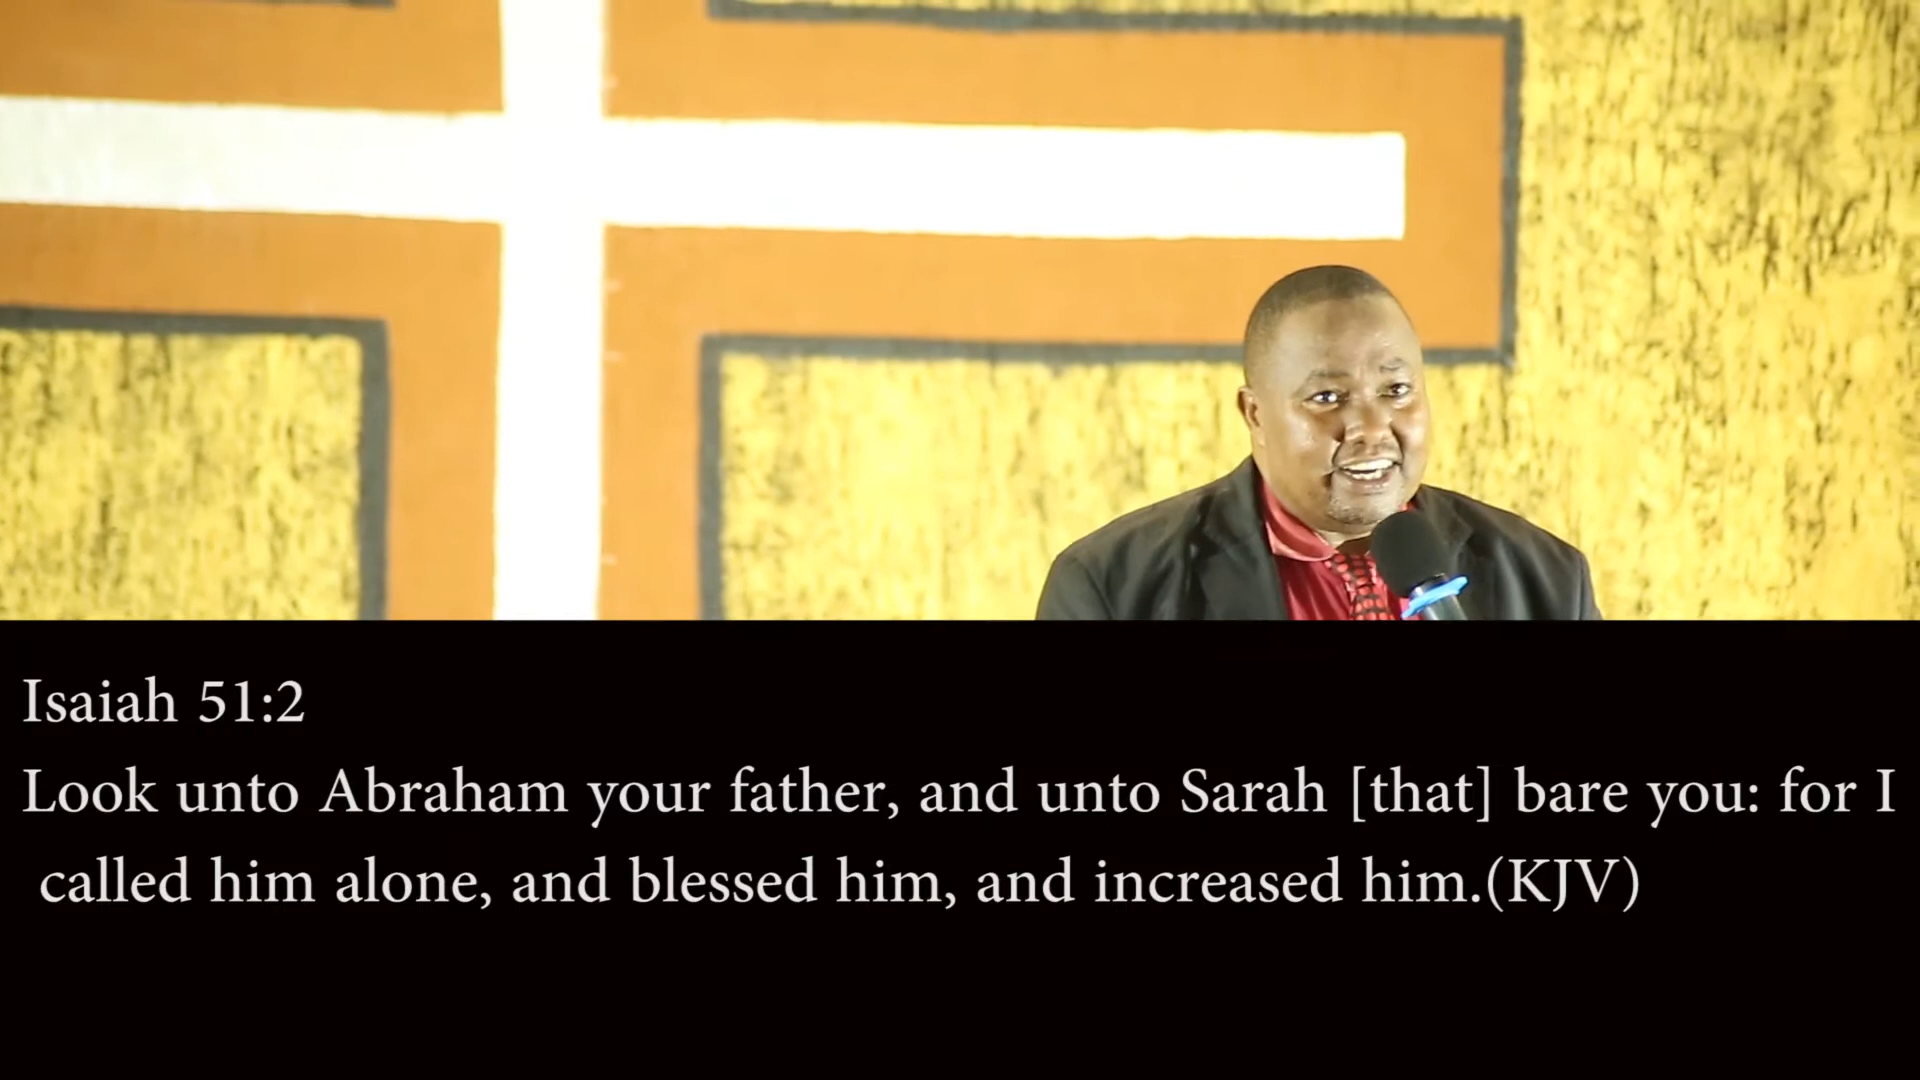 Isaiah 51:2
Look unto Abraham your father, and unto Sarah [that] bare you: for I
called him alone, and blessed him, and increased him.(KJV)